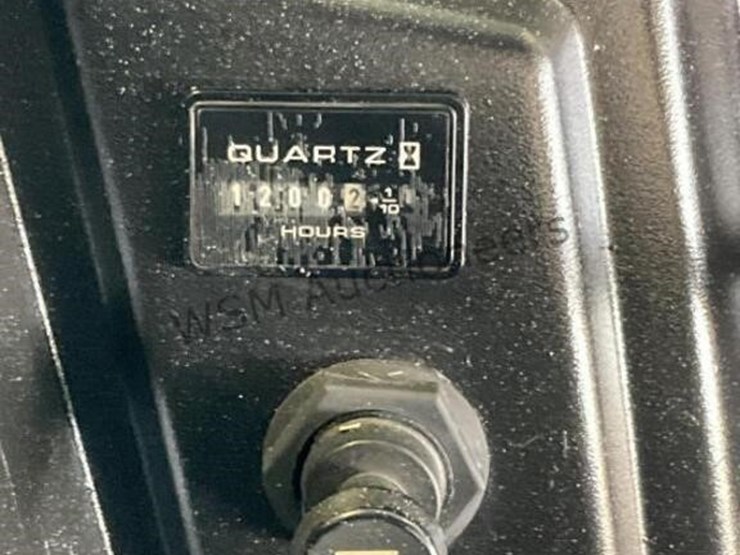 QUARTZ
12002 1/10
HOURS
WSM Auctioneers